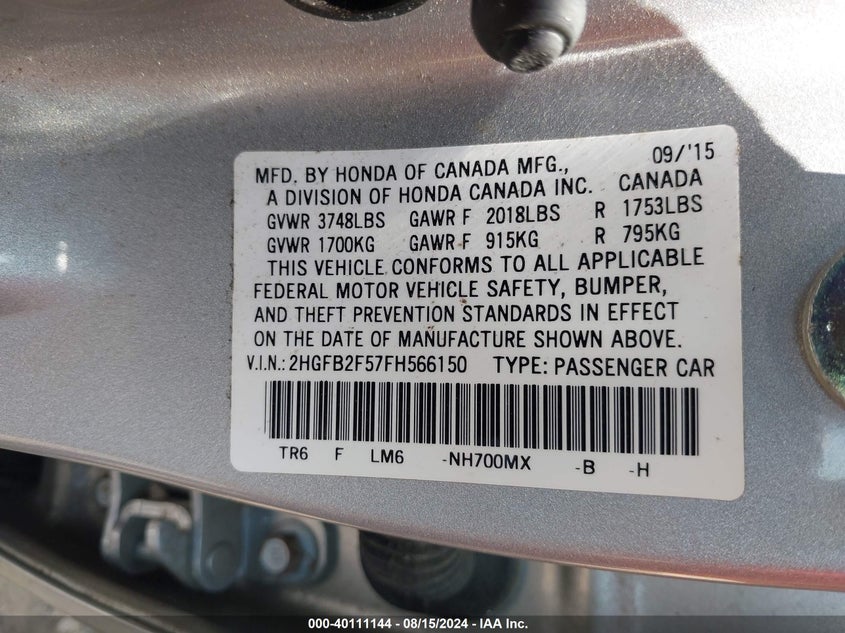 MFD. BY HONDA OF CANADA MFG., 09/'15
A DIVISION OF HONDA CANADA INC. CANADA
GVWR 3748LBS GAWR F 2018LBS R 1753LBS
GVWR 1700KG GAWR F 915KG R 795KG
THIS VEHICLE CONFORMS TO ALL APPLICABLE
FEDERAL MOTOR VEHICLE SAFETY, BUMPER,
AND THEFT PREVENTION STANDARDS IN EFFECT
ON THE DATE OF MANUFACTURE SHOWN ABOVE.
V.I.N.: 2HGFB2F57FH566150 TYPE: PASSENGER CAR
TR6 F LM6 -NH700MX -B -H
000-40111144 - 08/15/2024 - IAA Inc.